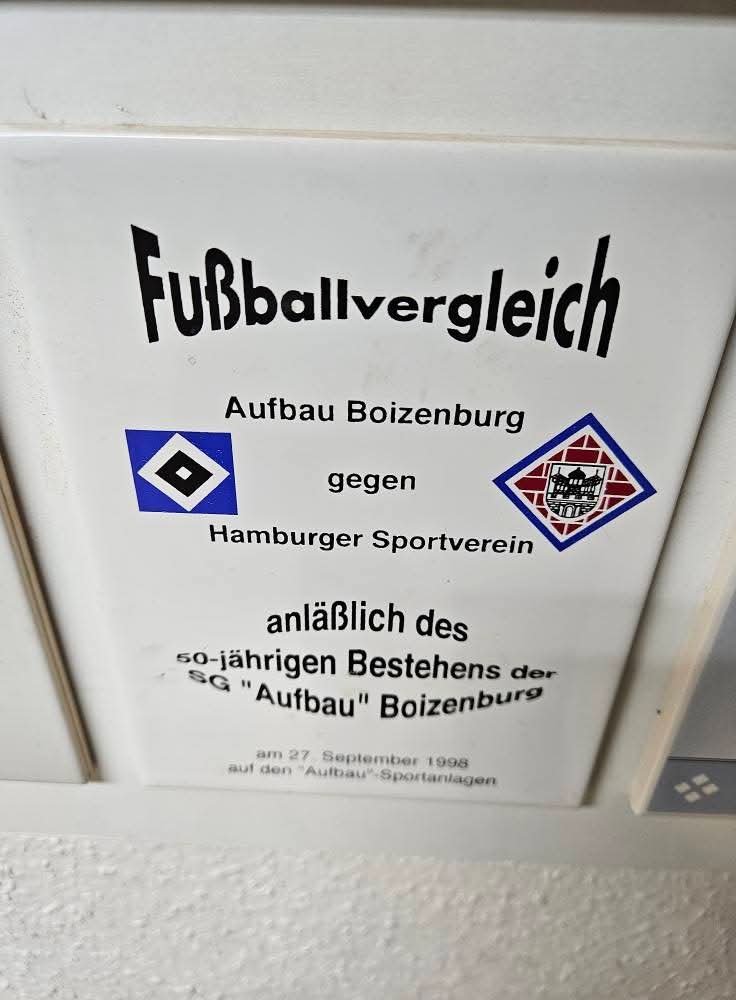 Fußballvergleich
Aufbau Boizenburg
gegen
Hamburger Sportverein
anläßlich des
50-jährigen Bestehens der
SG "Aufbau" Boizenburg
am 27. September 1998
auf den "Aufbau"-Sportanlagen